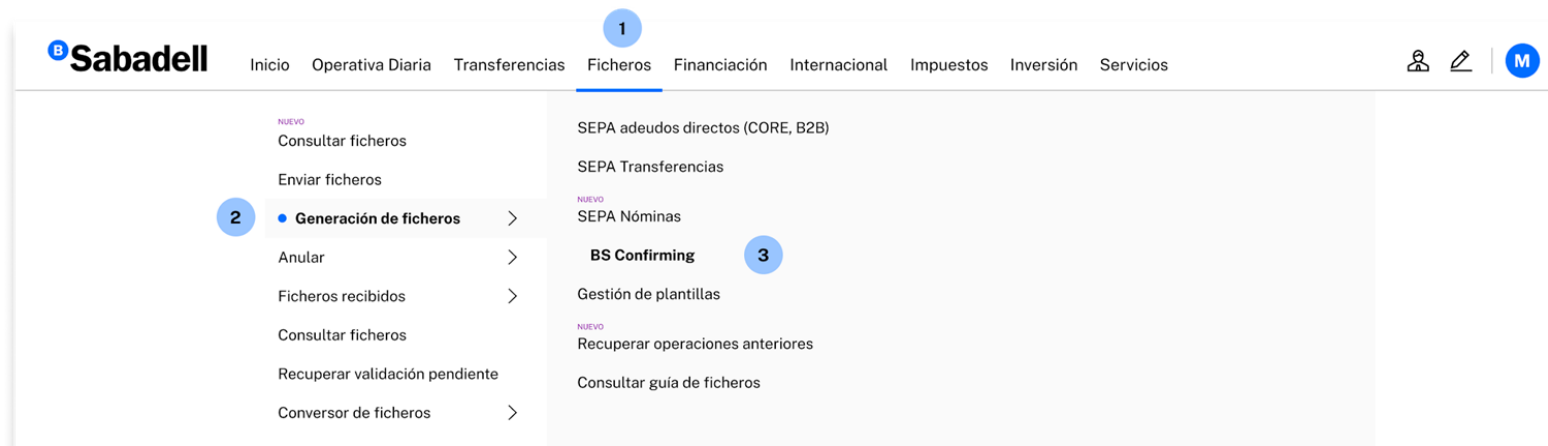 1
B Sabadell
Inicio Operativa Diaria Transferencias Ficheros Financiación Internacional Impuestos Inversión Servicios
M
NUEVO
Consultar ficheros
Enviar ficheros
2
Generación de ficheros
Anular
Ficheros recibidos
Consultar ficheros
Recuperar validación pendiente
Conversor de ficheros
SEPA adeudos directos (CORE, B2B)
SEPA Transferencias
NUEVO
SEPA Nóminas
BS Confirming 3
Gestión de plantillas
NUEVO
Recuperar operaciones anteriores
Consultar guía de ficheros